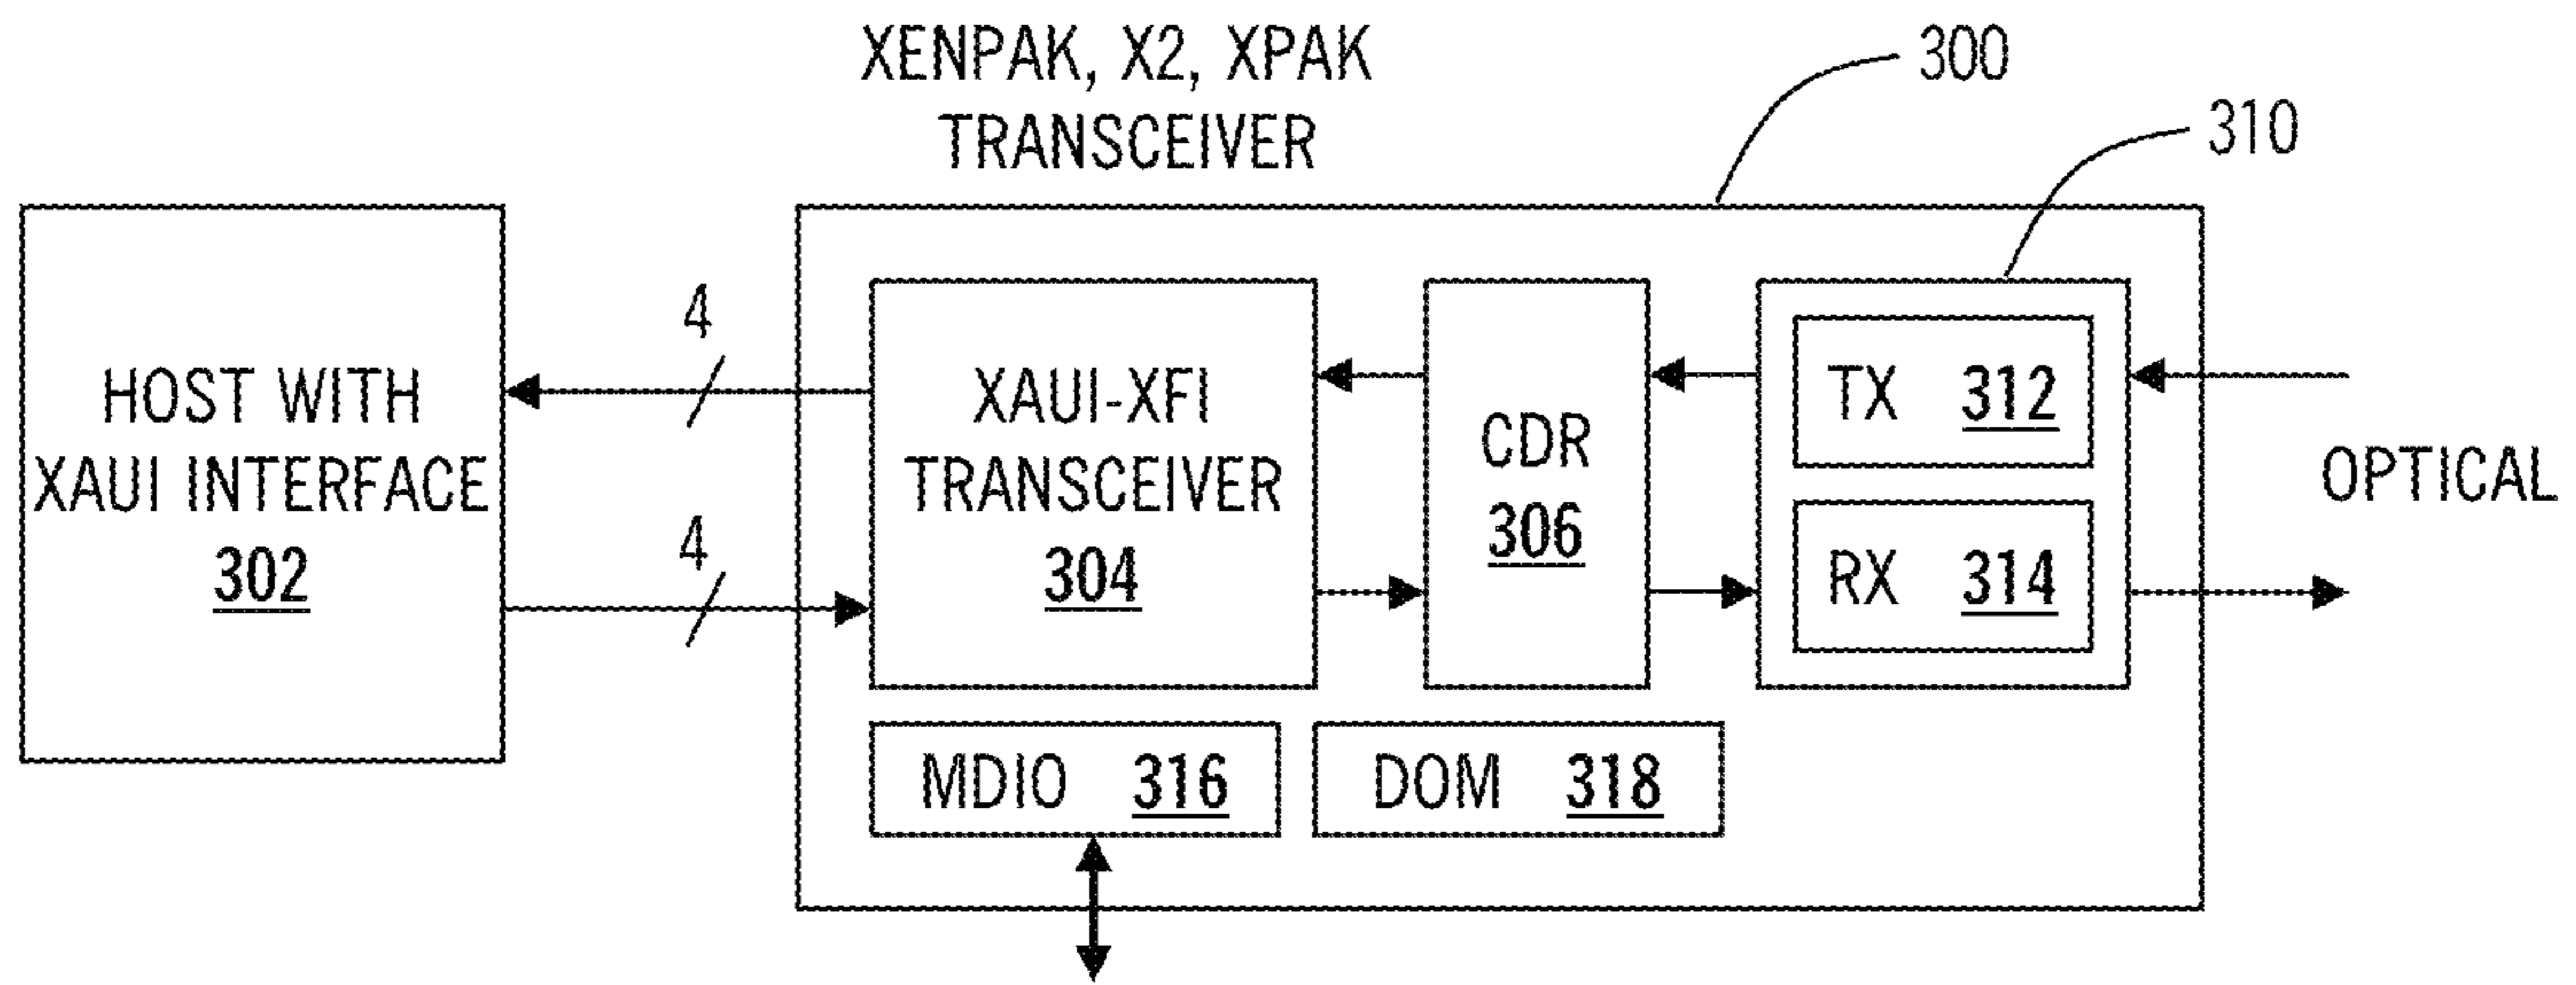 XENPAK, X2, XPAK
TRANSCEIVER
300
310
HOST WITH
XAUI INTERFACE
302
4
4
XAUI-XFI
TRANSCEIVER
304
CDR
306
TX 312
RX 314
OPTICAL
MDIO 316
DOM 318